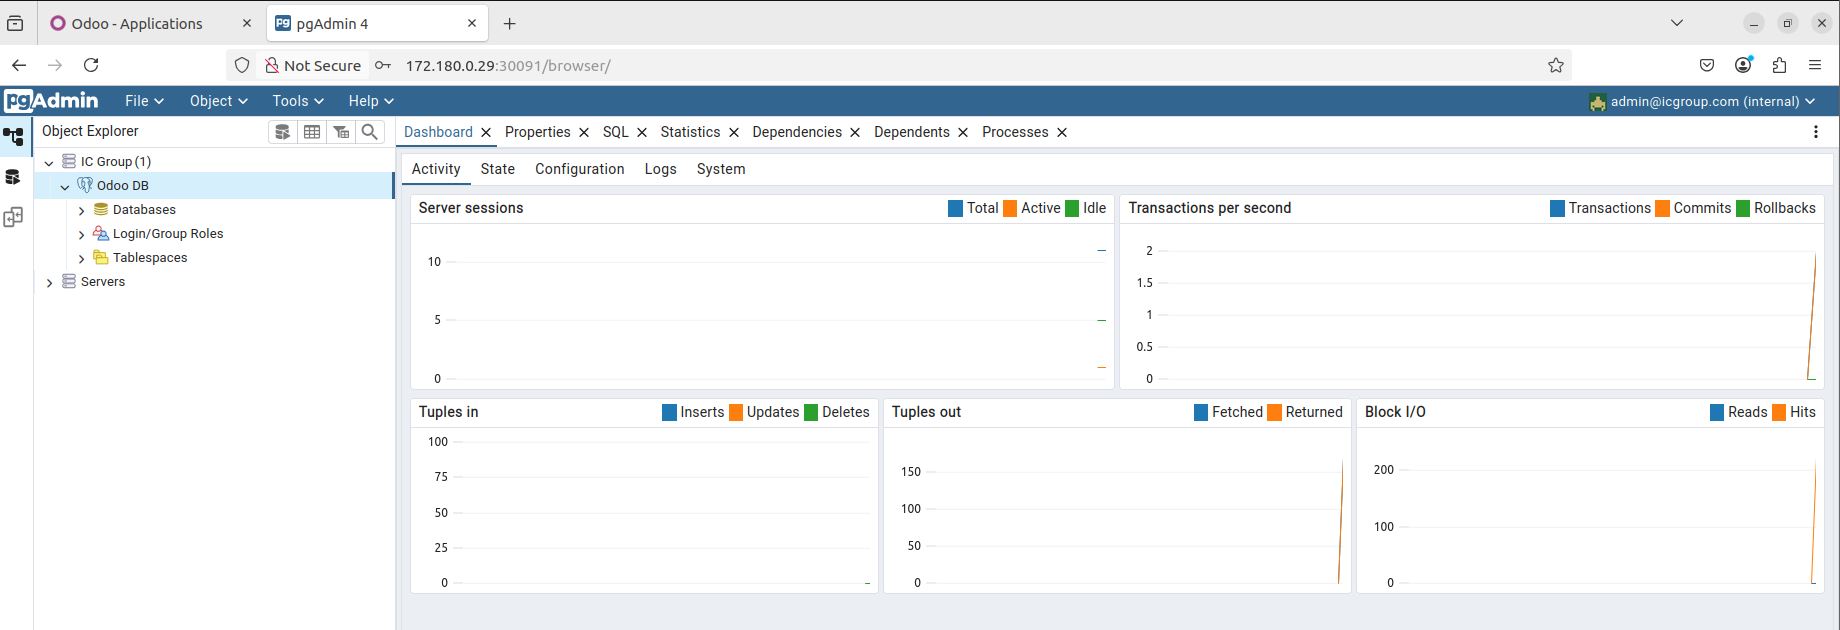 Odoo - Applications
pgAdmin 4
Not Secure 172.180.0.29:30091/browser/
pgAdmin File Object Tools Help admin@icgroup.com (internal)
Object Explorer
IC Group (1)
Odoo DB
Databases
Login/Group Roles
Tablespaces
Servers
Dashboard Properties SQL Statistics Dependencies Dependents Processes
Activity State Configuration Logs System
Server sessions Total Active Idle
10
5
0
Transactions per second Transactions Commits Rollbacks
2
1.5
1
0.5
0
Tuples in Inserts Updates Deletes
100
75
50
25
0
Tuples out Fetched Returned
150
100
50
0
Block I/O Reads Hits
200
100
0